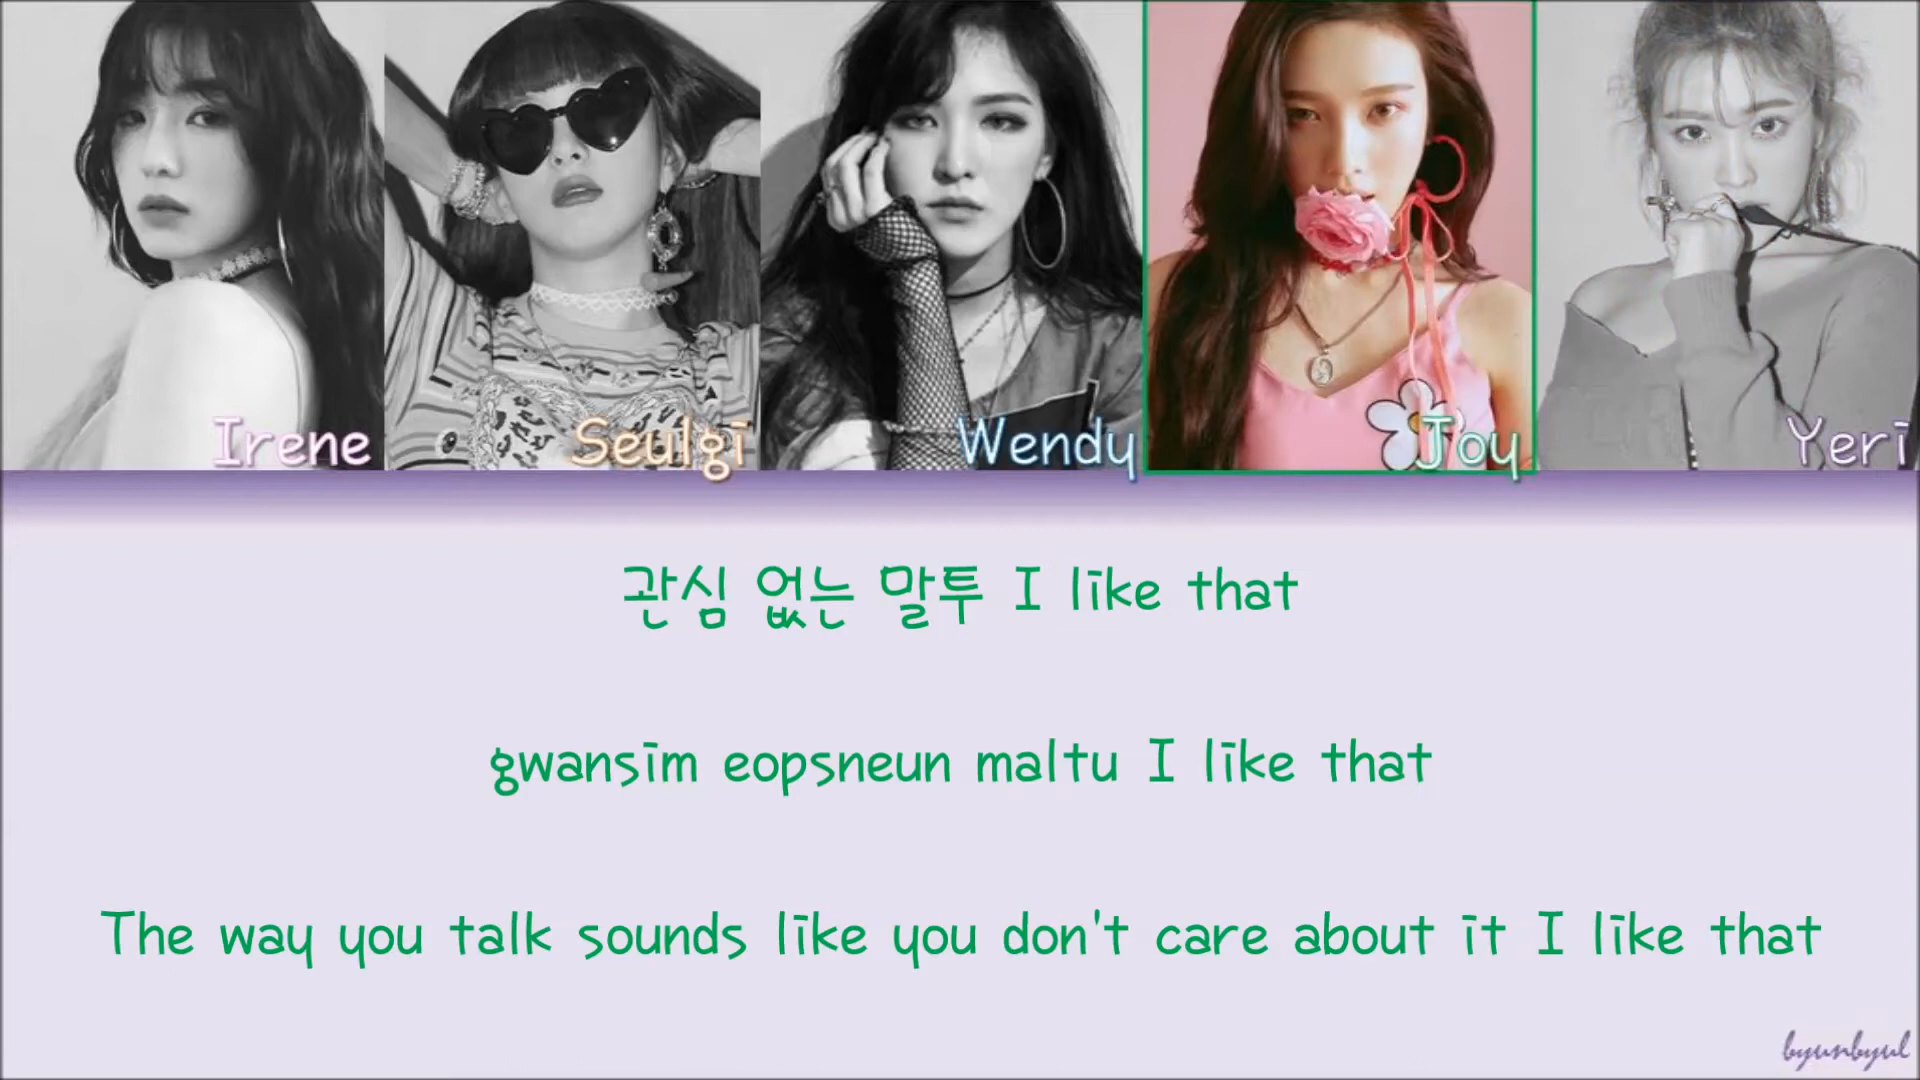 Irene
Seulgi
Wendy
Joy
Yeri
관심 없는 말투 I like that
gwansim eopsneun maltu I like that
The way you talk sounds like you don't care about it I like that
byunbyul